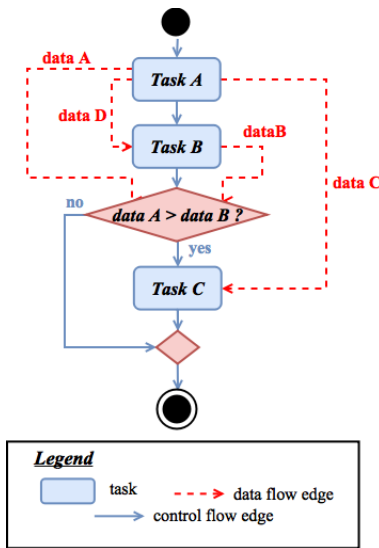 data A
Task A
data D
dataB
Task B
data C
no
data A > data B ?
yes
Task C
Legend
task
data flow edge
control flow edge